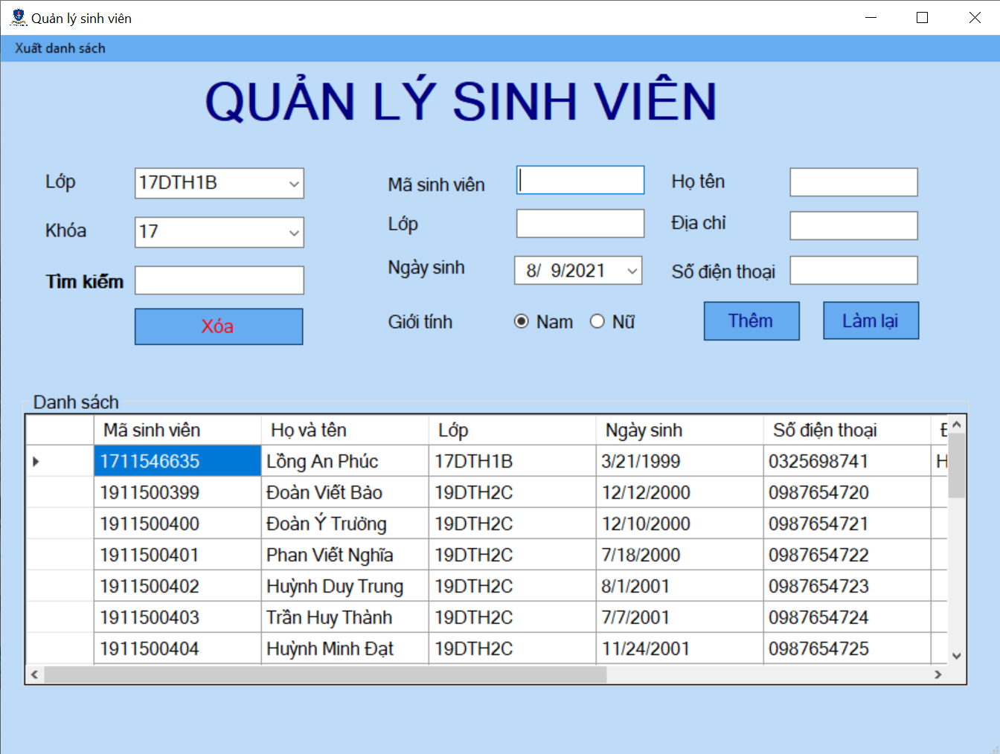 Quản lý sinh viên
Xuất danh sách
QUẢN LÝ SINH VIÊN
Lớp 17DTH1B Mã sinh viên Họ tên
Khóa 17 Lớp Địa chỉ
Tìm kiếm Ngày sinh 8/ 9/2021 Số điện thoại
Xóa Giới tính Nam Nữ Thêm Làm lại
Danh sách
Mã sinh viên Họ và tên Lớp Ngày sinh Số điện thoại
1711546635 Lồng An Phúc 17DTH1B 3/21/1999 0325698741 H
1911500399 Đoàn Viết Bảo 19DTH2C 12/12/2000 0987654720
1911500400 Đoàn Ý Trưởng 19DTH2C 12/10/2000 0987654721
1911500401 Phan Viết Nghĩa 19DTH2C 7/18/2000 0987654722
1911500402 Huỳnh Duy Trung 19DTH2C 8/1/2001 0987654723
1911500403 Trần Huy Thành 19DTH2C 7/7/2001 0987654724
1911500404 Huỳnh Minh Đạt 19DTH2C 11/24/2001 0987654725